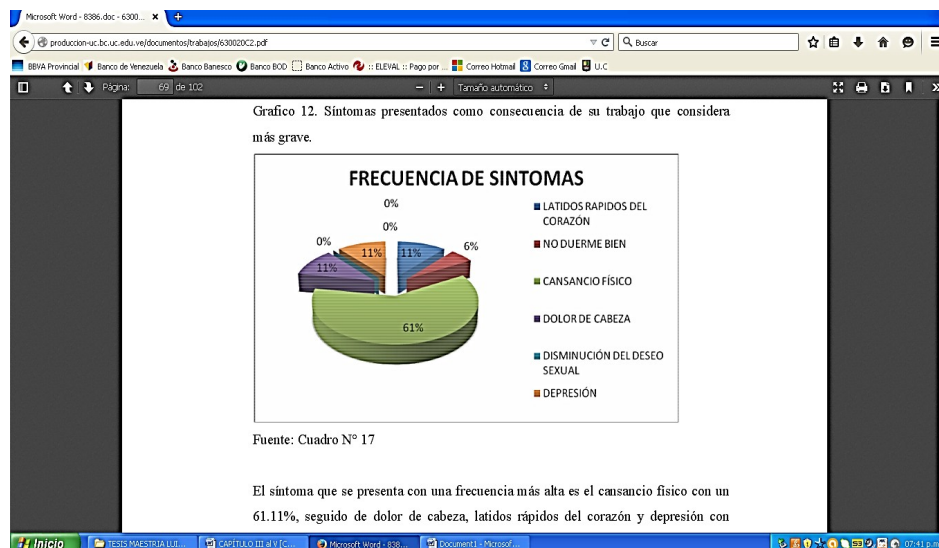 Microsoft Word - 8386.doc - 6300...
produccion-uc.bc.uc.edu.ve/documentos/trabajos/630020C2.pdf
Buscar
BBVA Provincial Banco de Venezuela Banco Banesco Banco BOD Banco Activo :: ELEVAL :: Pago por ... Correo Hotmail Correo Gmail U.C
Página: 69 de 102 Tamaño automático
Grafico 12. Síntomas presentados como consecuencia de su trabajo que considera
más grave.
FRECUENCIA DE SINTOMAS
0%
0%
0%
11%
11%
6%
11%
61%
LATIDOS RAPIDOS DEL
CORAZÓN
NO DUERME BIEN
CANSANCIO FÍSICO
DOLOR DE CABEZA
DISMINUCIÓN DEL DESEO
SEXUAL
DEPRESIÓN
Fuente: Cuadro N° 17
El síntoma que se presenta con una frecuencia más alta es el cansancio fisico con un
61.11%, seguido de dolor de cabeza, latidos rápidos del corazón y depresión con
Inicio TESIS MAESTRIA LUI... CAPÍTULO III al V [C... Microsoft Word - 838... Document1 - Microsof... 07:41 p.m.